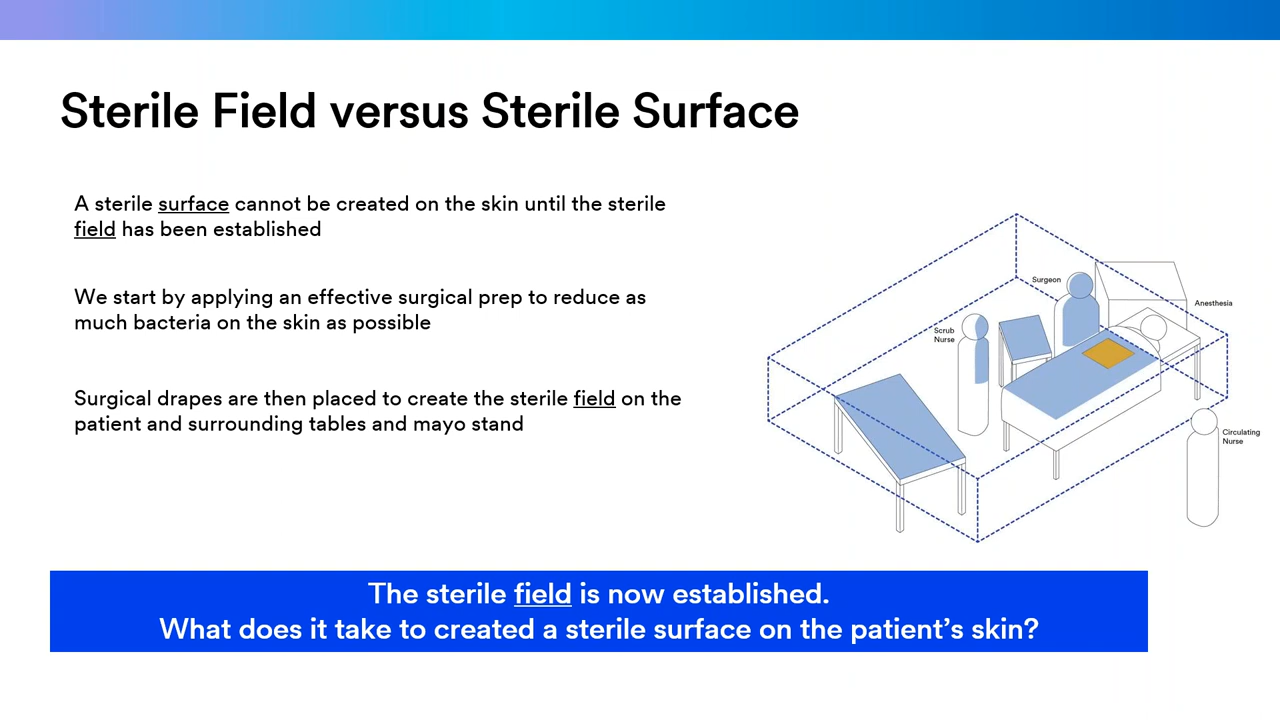 Sterile Field versus Sterile Surface
A sterile surface cannot be created on the skin until the sterile
field has been established
We start by applying an effective surgical prep to reduce as
much bacteria on the skin as possible
Surgical drapes are then placed to create the sterile field on the
patient and surrounding tables and mayo stand
Surgeon
Anesthesia
Scrub
Nurse
Circulating
Nurse
The sterile field is now established.
What does it take to created a sterile surface on the patient’s skin?